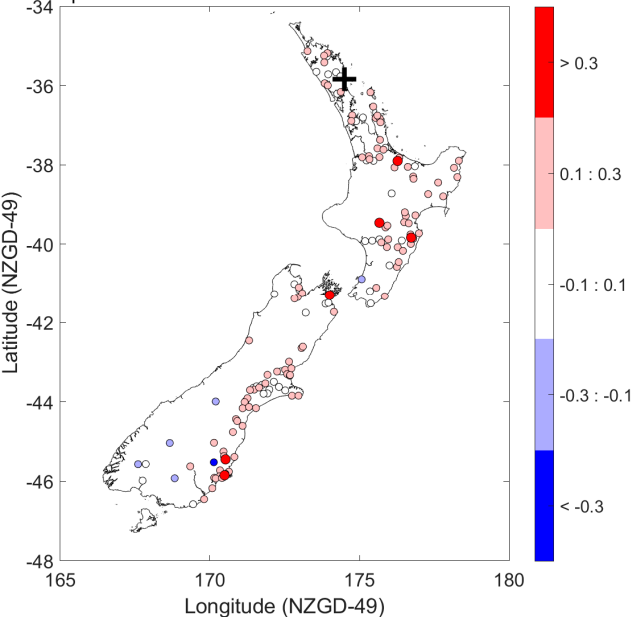 -34
-36
-38
-40
-42
-44
-46
-48
Latitude (NZGD-49)
165
170
175
180
Longitude (NZGD-49)
> 0.3
0.1 : 0.3
-0.1 : 0.1
-0.3 : -0.1
< -0.3